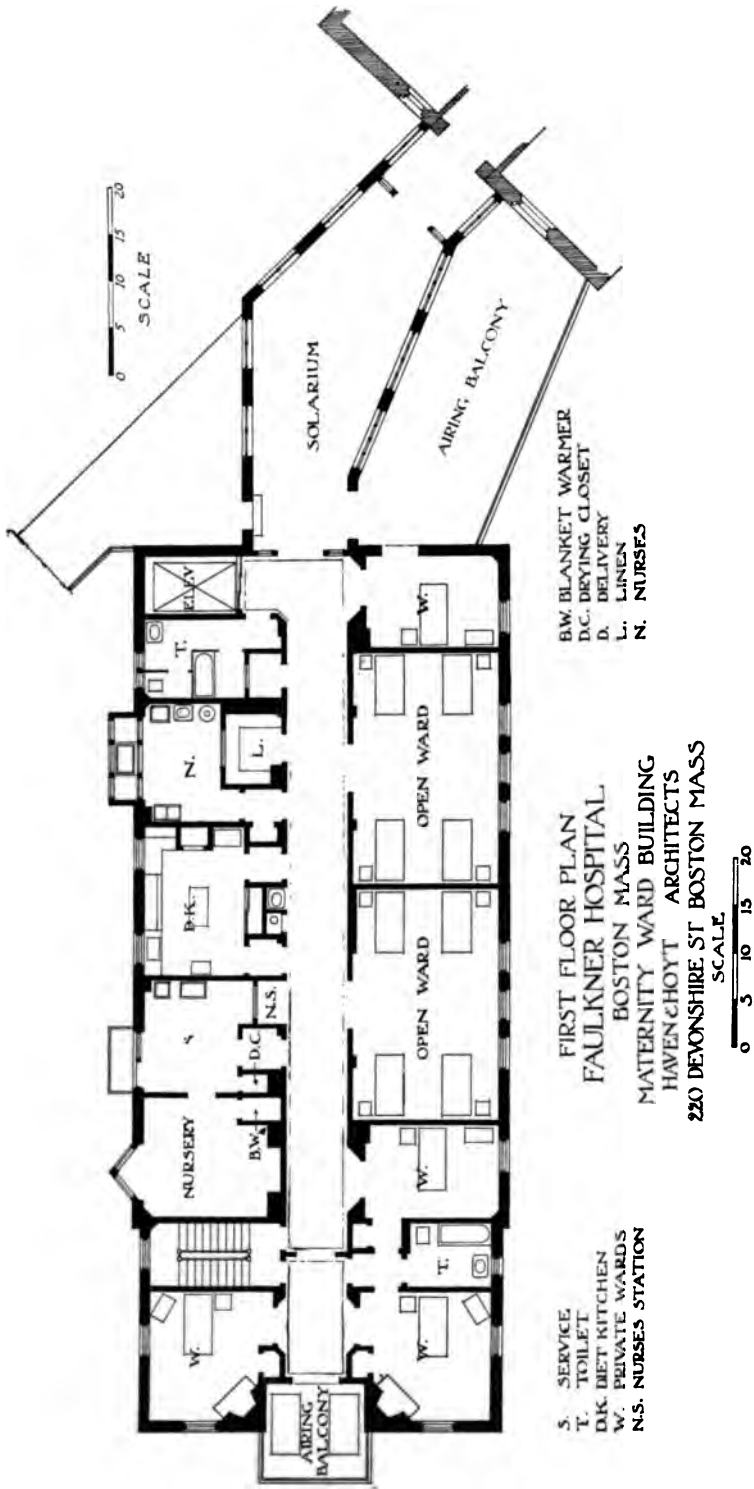 SCALE
0 5 10 15 20
SOLARIUM
AIRING BALCONY
ELEV
T.
N.
L.
D.K.
S.
N.S.
D.C.
NURSERY
B.W.
W.
OPEN WARD
OPEN WARD
W.
T.
W.
W.
AIRING
BALCONY
S. SERVICE
T. TOILET
D.K. DIET KITCHEN
W. PRIVATE WARDS
N.S. NURSES STATION
FIRST FLOOR PLAN
FAULKNER HOSPITAL
BOSTON MASS
MATERNITY WARD BUILDING
HAVEN & HOYT ARCHITECTS
220 DEVONSHIRE ST BOSTON MASS
SCALE
0 5 10 15 20
B.W. BLANKET WARMER
D.C. DRYING CLOSET
D. DELIVERY
L. LINEN
N. NURSES